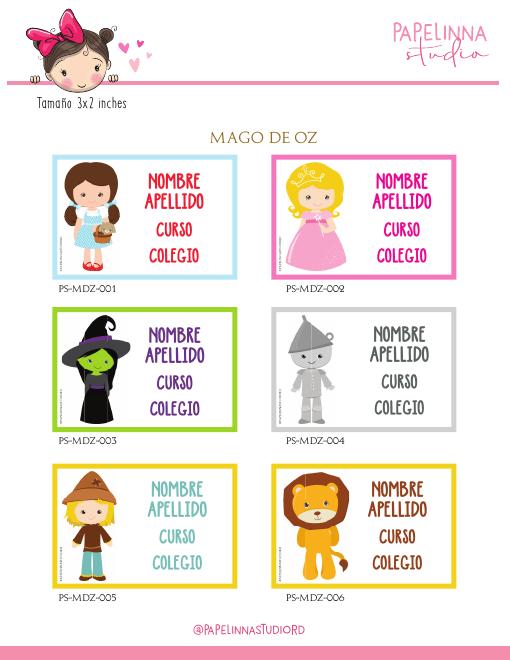 PAPELINNA
studio
Tamaño 3x2 inches
MAGO DE OZ
NOMBRE
APELLIDO
CURSO
COLEGIO
PS-MDZ-001
NOMBRE
APELLIDO
CURSO
COLEGIO
PS-MDZ-002
NOMBRE
APELLIDO
CURSO
COLEGIO
PS-MDZ-003
NOMBRE
APELLIDO
CURSO
COLEGIO
PS-MDZ-004
NOMBRE
APELLIDO
CURSO
COLEGIO
PS-MDZ-005
NOMBRE
APELLIDO
CURSO
COLEGIO
PS-MDZ-006
@PAPELINNASTUDIORD